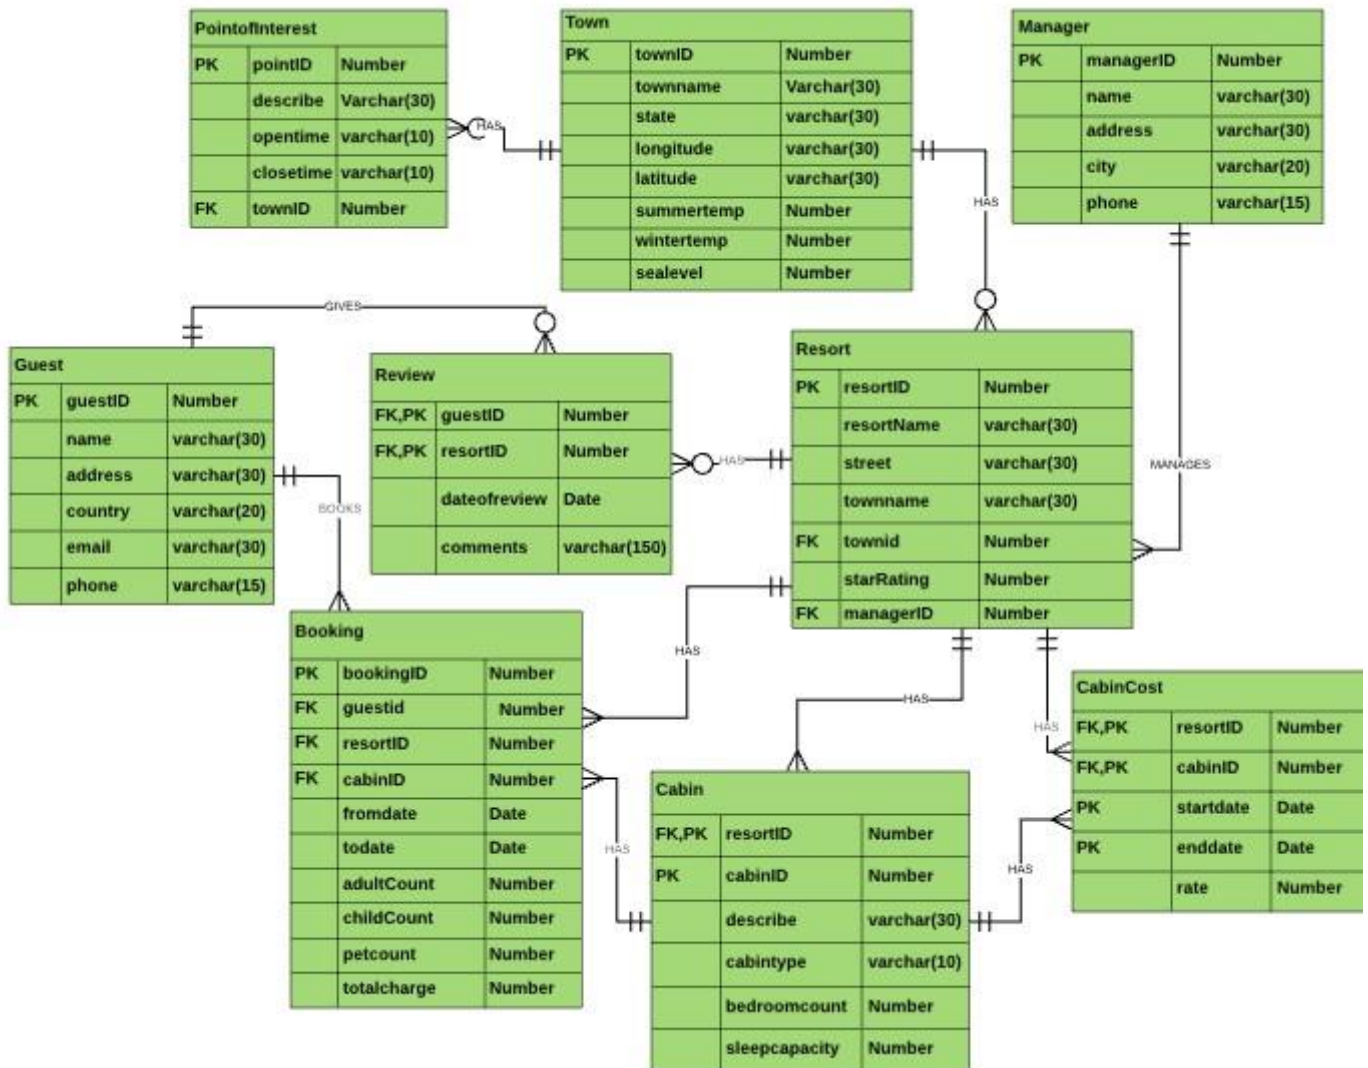 PointofInterest
PK pointID Number
describe Varchar(30)
opentime varchar(10)
closetime varchar(10)
FK townID Number
HAS
Town
PK townID Number
townname Varchar(30)
state varchar(30)
longitude varchar(30)
latitude varchar(30)
summertemp Number
wintertemp Number
sealevel Number
Manager
PK managerID Number
name varchar(30)
address varchar(30)
city varchar(20)
phone varchar(15)
HAS
GIVES
MANAGES
Guest
PK guestID Number
name varchar(30)
address varchar(30)
country varchar(20)
email varchar(30)
phone varchar(15)
BOOKS
Review
FK,PK guestID Number
FK,PK resortID Number
dateofreview Date
comments varchar(150)
HAS
Resort
PK resortID Number
resortName varchar(30)
street varchar(30)
townname varchar(30)
FK townid Number
starRating Number
FK managerID Number
HAS
HAS
HAS
Booking
PK bookingID Number
FK guestid Number
FK resortID Number
FK cabinID Number
fromdate Date
todate Date
adultCount Number
childCount Number
petcount Number
totalcharge Number
HAS
Cabin
FK,PK resortID Number
PK cabinID Number
describe varchar(30)
cabintype varchar(10)
bedroomcount Number
sleepcapacity Number
HAS
CabinCost
FK,PK resortID Number
FK,PK cabinID Number
PK startdate Date
PK enddate Date
rate Number